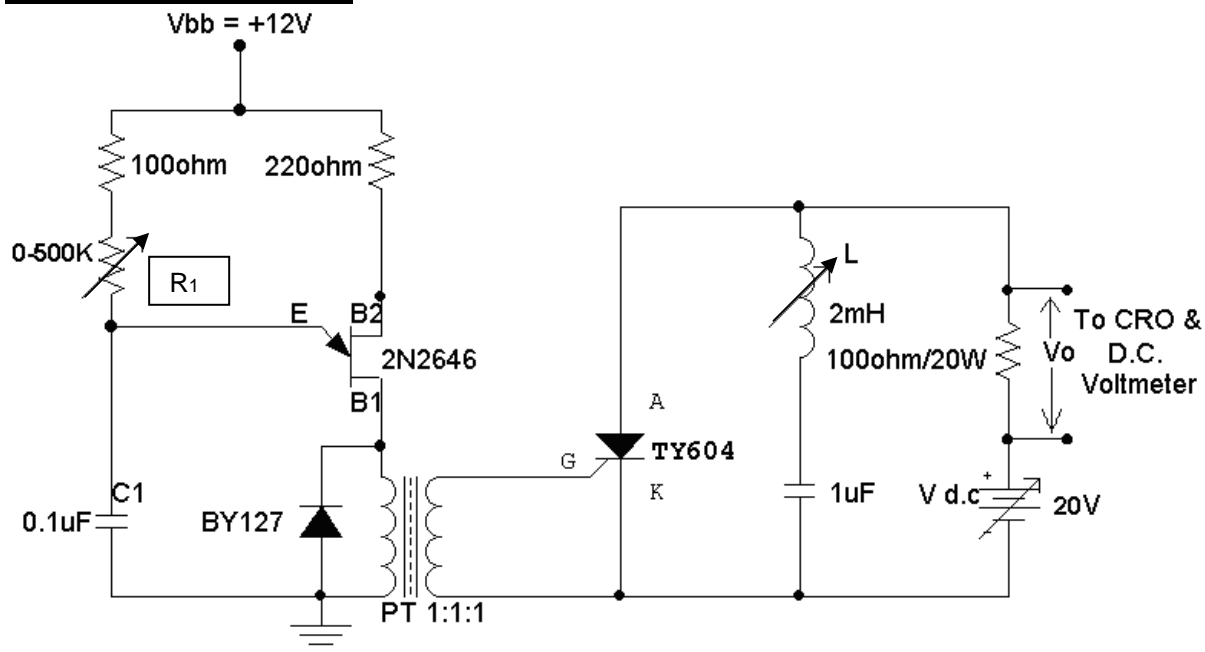 Vbb = +12V
100ohm
220ohm
0-500K
R1
E
B2
2N2646
B1
C1
0.1uF
BY127
PT 1:1:1
A
G
TY604
K
L
2mH
100ohm/20W
1uF
Vo
To CRO &
D.C.
Voltmeter
V d.c
+
-
20V